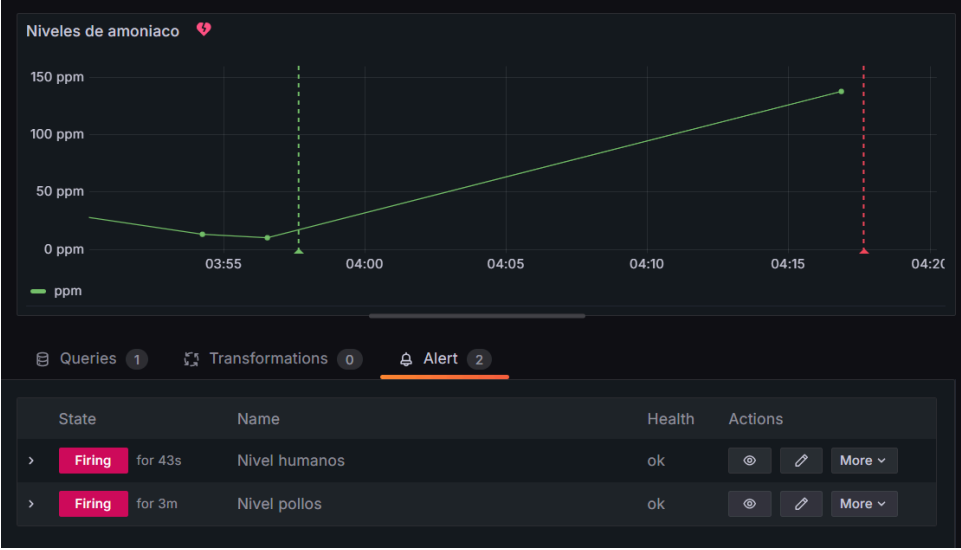 Niveles de amoniaco
150 ppm
100 ppm
50 ppm
0 ppm
03:55 04:00 04:05 04:10 04:15 04:20
ppm
Queries 1 Transformations 0 Alert 2
State Name Health Actions
Firing for 43s Nivel humanos ok More
Firing for 3m Nivel pollos ok More